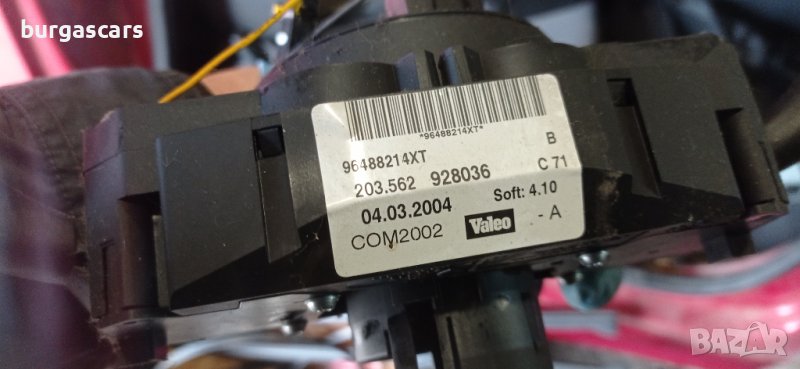 burgascars
*96488214XT*
96488214XT B
203.562 928036 C 71
04.03.2004 Soft: 4.10
COM2002 Valeo - A
BAZAR